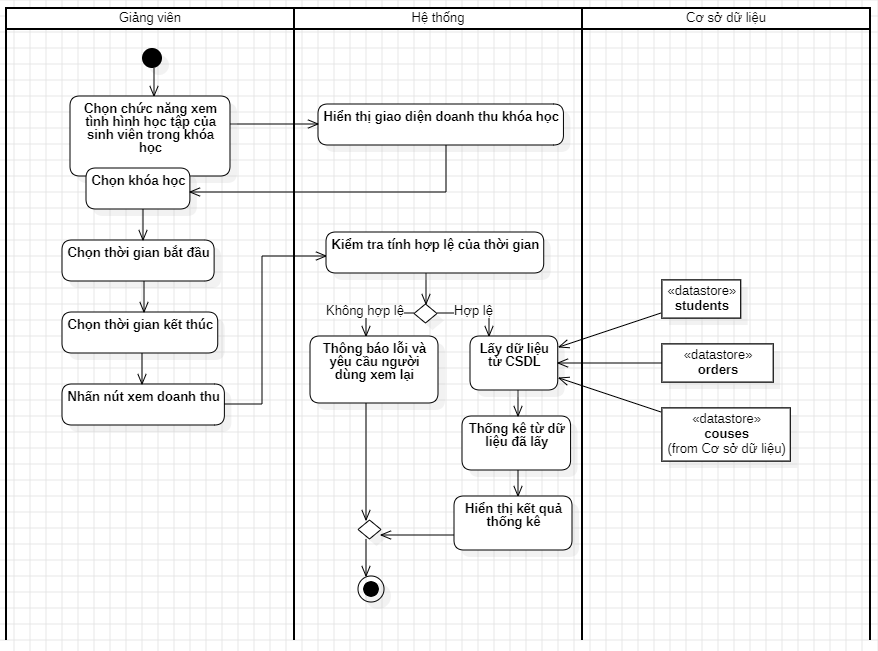 Giảng viên
Hệ thống
Cơ sở dữ liệu
Chọn chức năng xem
tình hình học tập của
sinh viên trong khóa
học
Hiển thị giao diện doanh thu khóa học
Chọn khóa học
Chọn thời gian bắt đầu
Kiểm tra tính hợp lệ của thời gian
Chọn thời gian kết thúc
Không hợp lệ
Hợp lệ
«datastore»
students
Thông báo lỗi và
yêu cầu người
dùng xem lại
Lấy dữ liệu
từ CSDL
«datastore»
orders
Nhấn nút xem doanh thu
«datastore»
couses
(from Cơ sở dữ liệu)
Thống kê từ dữ
liệu đã lấy
Hiển thị kết quả
thống kê